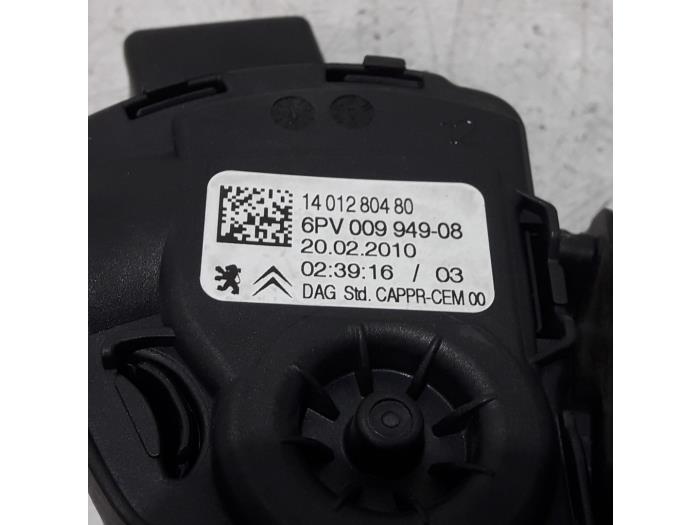 14 012 804 80
6PV 009 949-08
20.02.2010
02:39:16 / 03
DAG Std. CAPPR-CEM 00